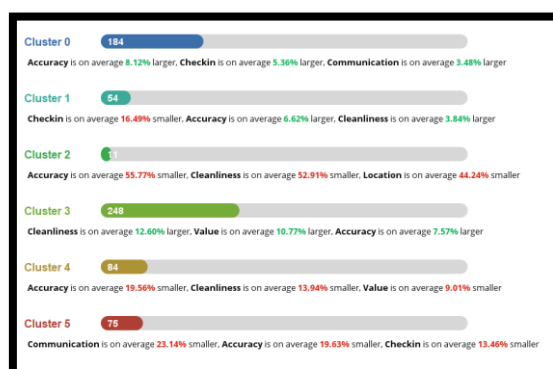 Cluster 0 184
Accuracy is on average 8.12% larger, Checkin is on average 5.36% larger, Communication is on average 3.48% larger
Cluster 1 54
Checkin is on average 16.49% smaller, Accuracy is on average 6.62% larger, Cleanliness is on average 3.84% larger
Cluster 2 11
Accuracy is on average 55.77% smaller, Cleanliness is on average 52.91% smaller, Location is on average 44.24% smaller
Cluster 3 248
Cleanliness is on average 12.60% larger, Value is on average 10.77% larger, Accuracy is on average 7.57% larger
Cluster 4 84
Accuracy is on average 19.56% smaller, Cleanliness is on average 13.94% smaller, Value is on average 9.01% smaller
Cluster 5 75
Communication is on average 23.14% smaller, Accuracy is on average 19.63% smaller, Checkin is on average 13.46% smaller